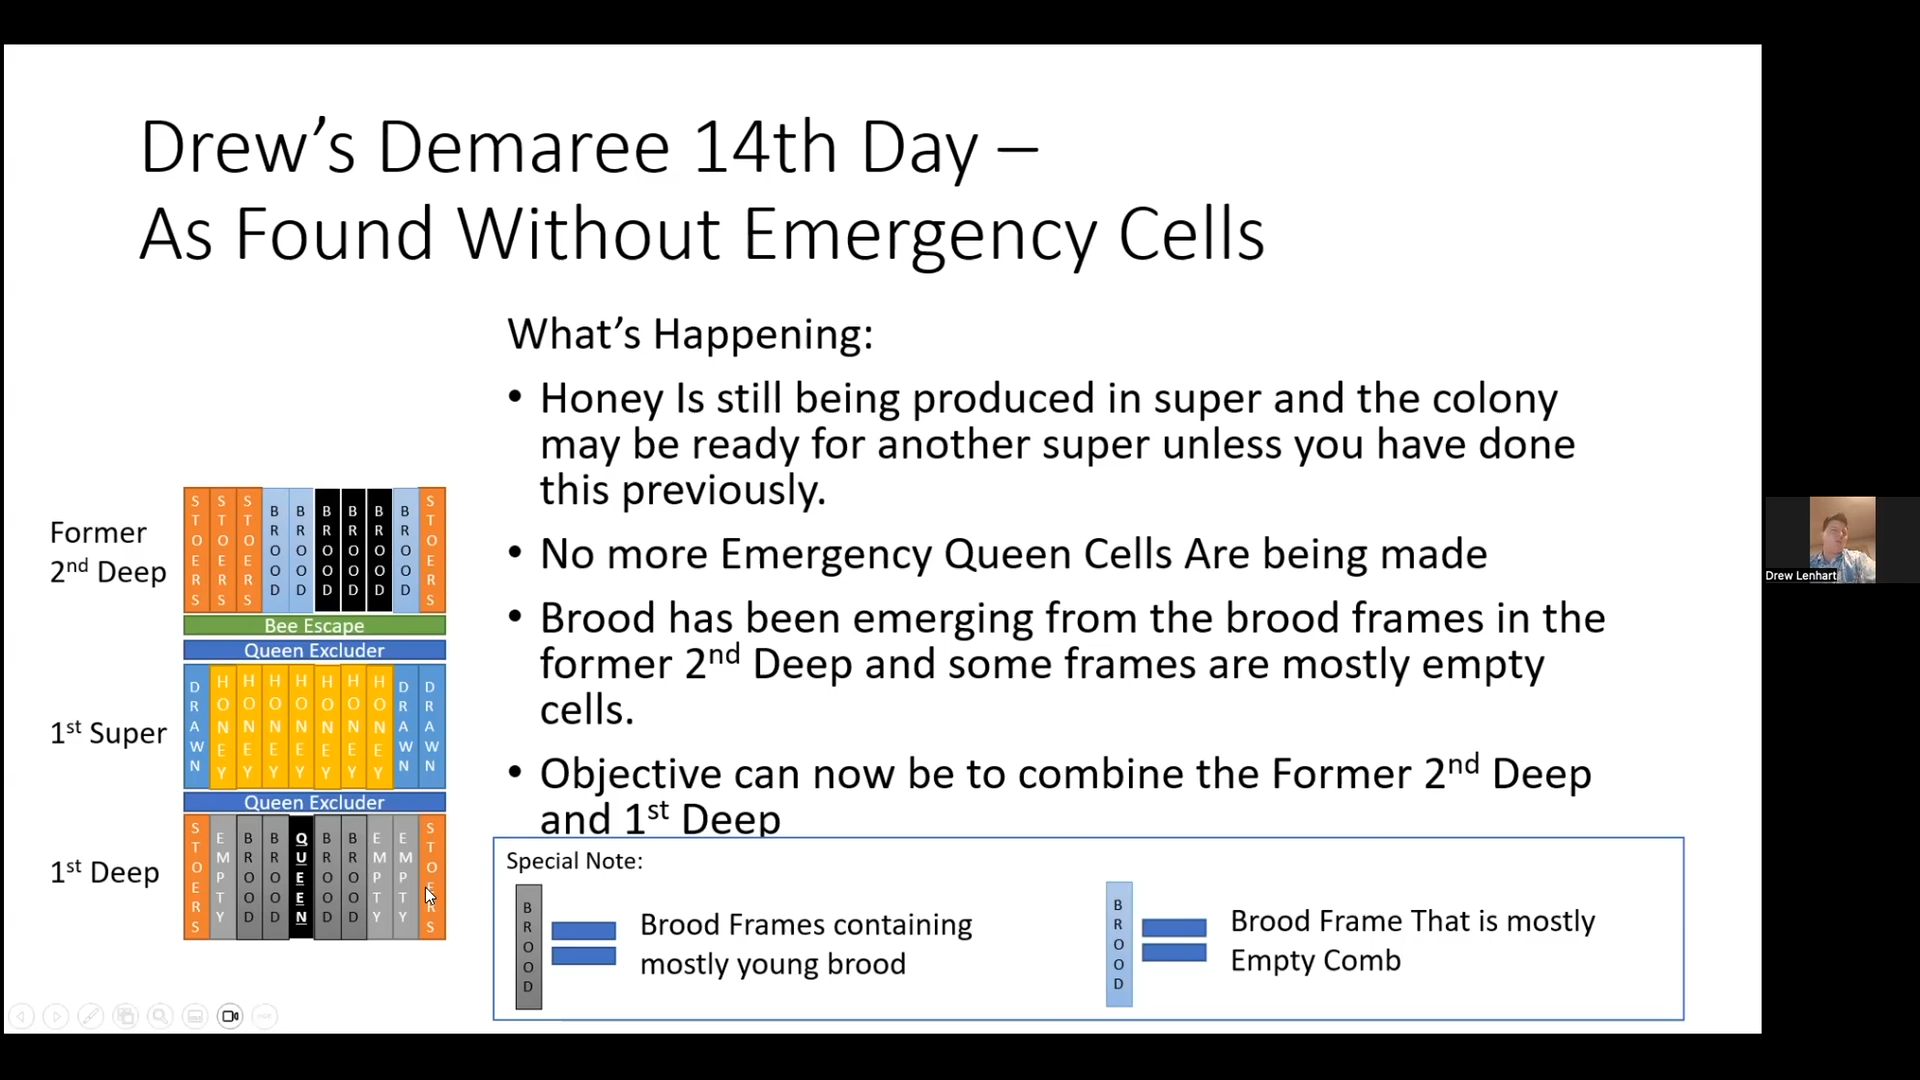 Drew's Demaree 14th Day –
As Found Without Emergency Cells
What's Happening:
• Honey Is still being produced in super and the colony
may be ready for another super unless you have done
this previously.
• No more Emergency Queen Cells Are being made
• Brood has been emerging from the brood frames in the
former 2nd Deep and some frames are mostly empty
cells.
• Objective can now be to combine the Former 2nd Deep
and 1st Deep
Former
2nd Deep
STOERS STOERS STOERS BROOD BROOD BROOD BROOD BROOD BROOD STOERS
Bee Escape
Queen Excluder
1st Super
DRAWN HONEY HONEY HONEY HONEY HONEY HONEY HONEY DRAWN DRAWN
Queen Excluder
1st Deep
STOERS EMPTY BROOD BROOD QUEEN BROOD BROOD EMPTY EMPTY STOERS
Special Note:
BROOD
Brood Frames containing
mostly young brood
BROOD
Brood Frame That is mostly
Empty Comb
Drew Lenhart